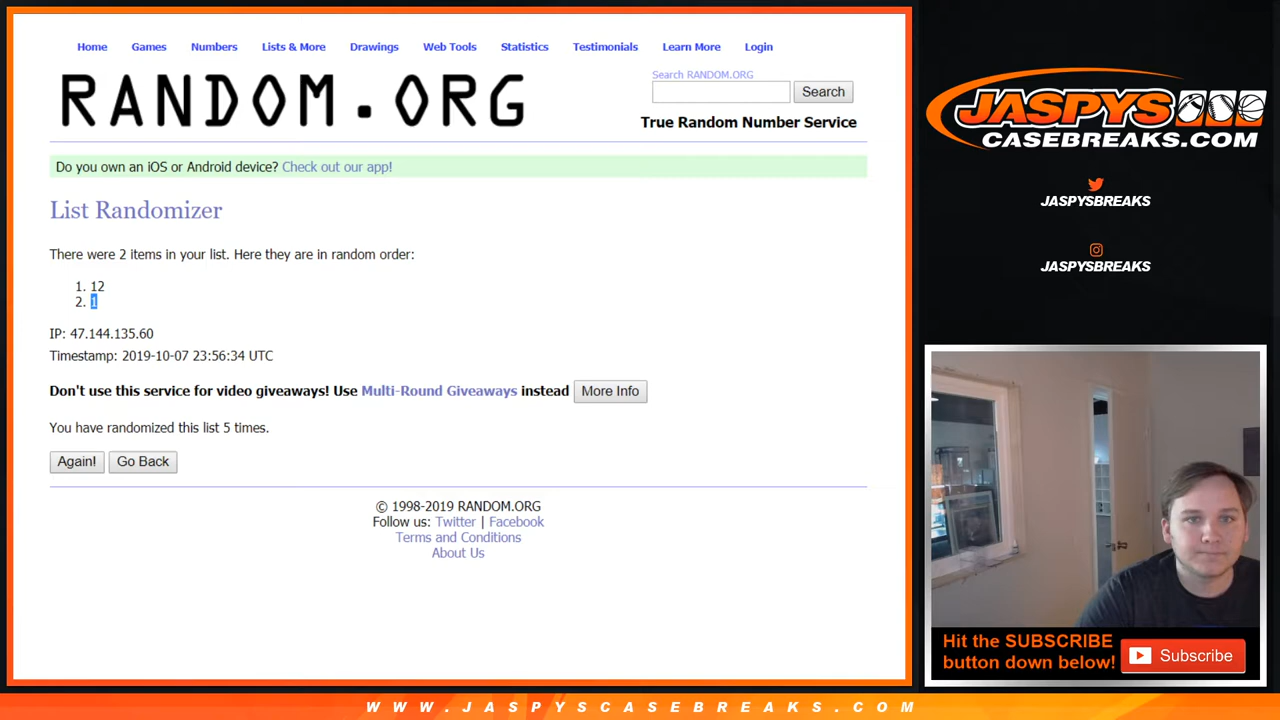 Home Games Numbers Lists & More Drawings Web Tools Statistics Testimonials Learn More Login
RANDOM.ORG
Search RANDOM.ORG
Search
True Random Number Service
Do you own an iOS or Android device? Check out our app!
List Randomizer
There were 2 items in your list. Here they are in random order:
1. 12
2. 1
IP: 47.144.135.60
Timestamp: 2019-10-07 23:56:34 UTC
Don't use this service for video giveaways! Use Multi-Round Giveaways instead More Info
You have randomized this list 5 times.
Again! Go Back
© 1998-2019 RANDOM.ORG
Follow us: Twitter | Facebook
Terms and Conditions
About Us
JASPYS
CASEBREAKS.COM
JASPYSBREAKS
JASPYSBREAKS
Hit the SUBSCRIBE
button down below!
Subscribe
WWW.JASPYSCASEBREAKS.COM